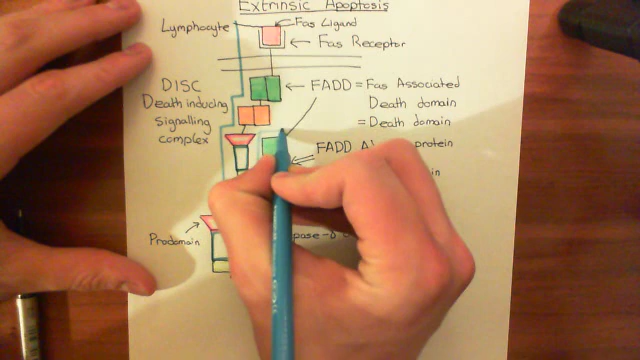 Extrinsic Apoptosis
Lymphocyte
Fas Ligand
Fas Receptor
DISC
Death inducing
signalling
complex
FADD = Fas Associated
Death domain
= Death domain
FADD
protein
Prodomain